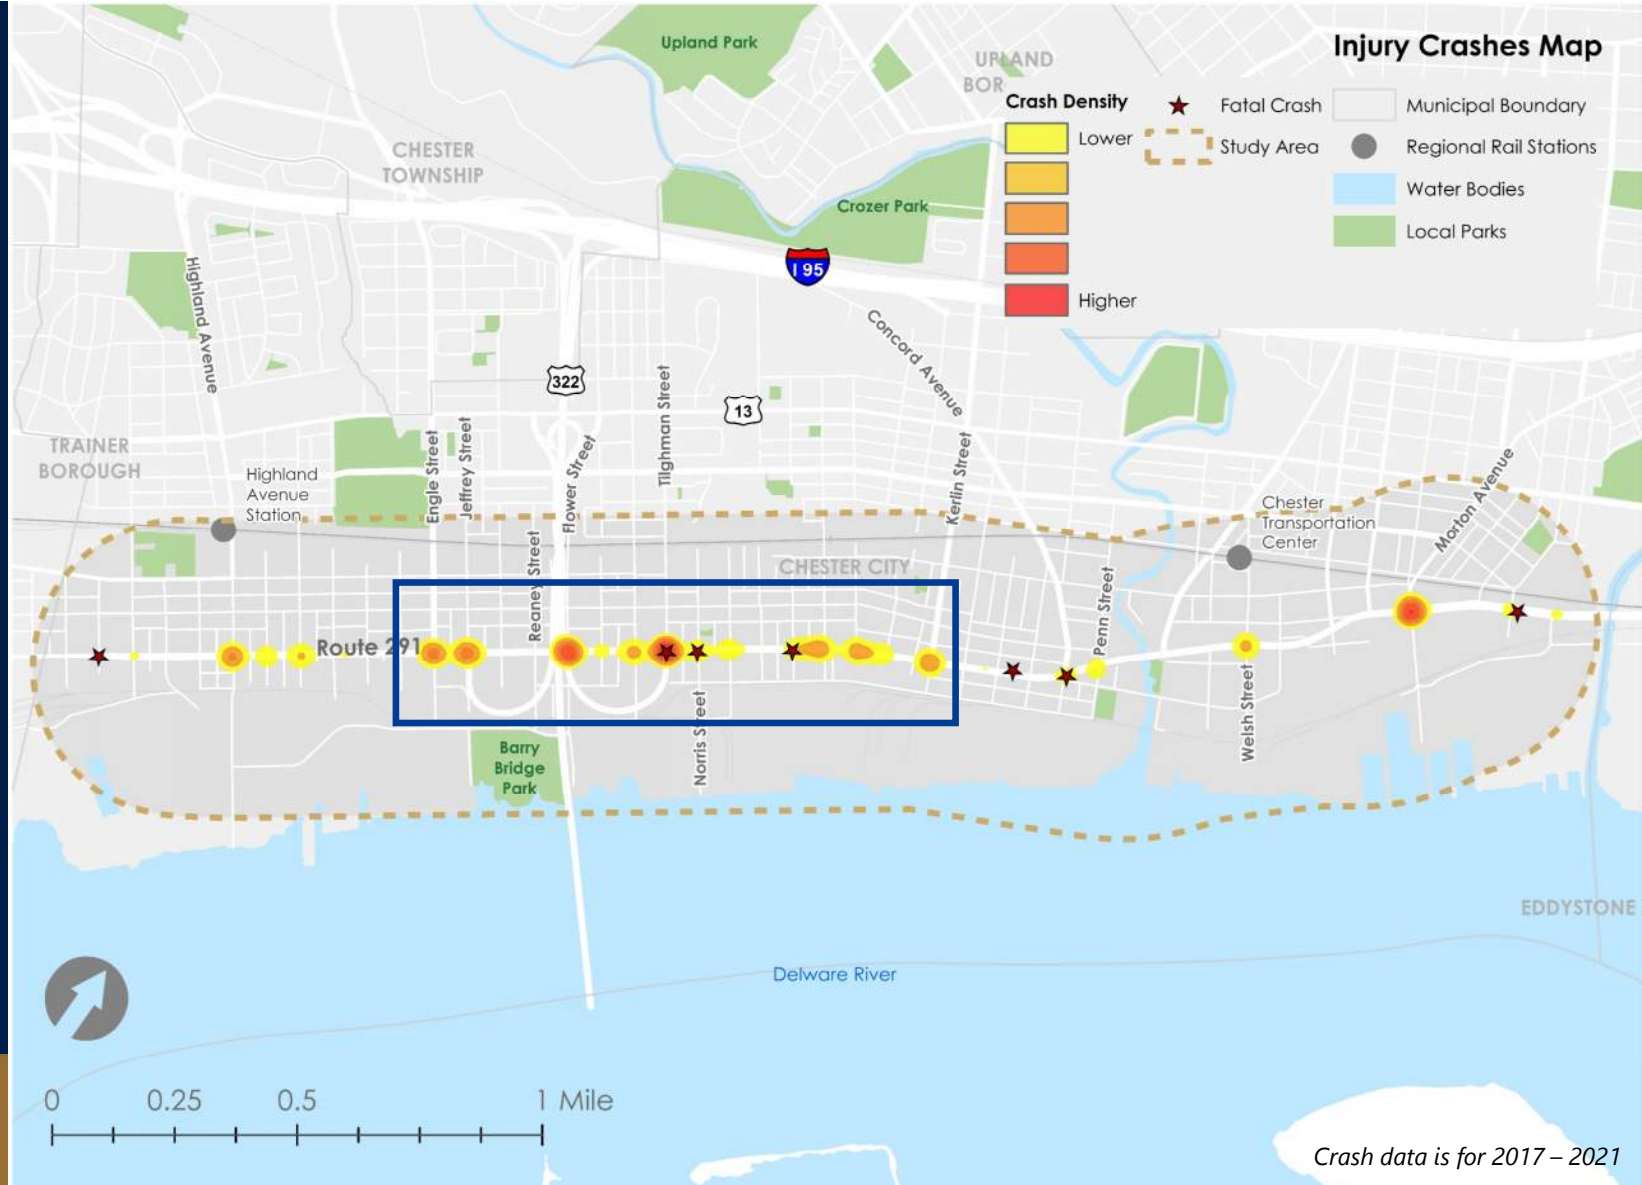 Injury Crashes Map
Crash Density
Lower
Higher
Fatal Crash
Study Area
Municipal Boundary
Regional Rail Stations
Water Bodies
Local Parks
Upland Park
UPLAND
BOR
CHESTER
TOWNSHIP
Crozer Park
I 95
Highland Avenue
Concord Avenue
322
13
Tilghman Street
TRAINER
BOROUGH
Highland
Avenue
Station
Engle Street
Jeffrey Street
Flower Street
Kerlin Street
Chester
Transportation
Center
Morton Avenue
Reaney Street
CHESTER CITY
Penn Street
Route 291
Norris Street
Welsh Street
Barry
Bridge
Park
EDDYSTONE
Delware River
0 0.25 0.5 1 Mile
Crash data is for 2017 – 2021